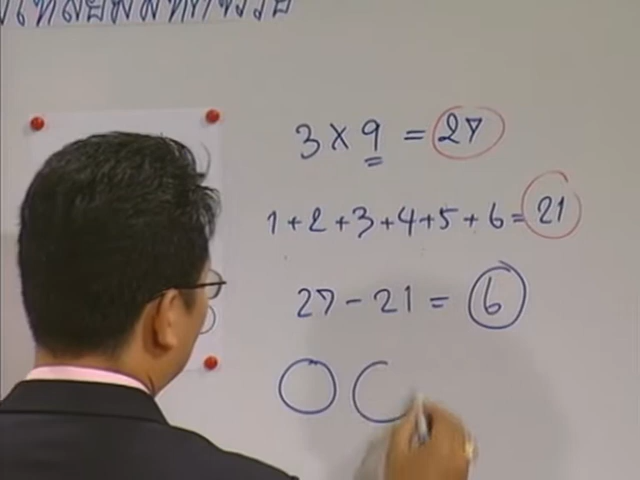 3 × 9 = 27
1 + 2 + 3 + 4 + 5 + 6 = 21
27 - 21 = 6